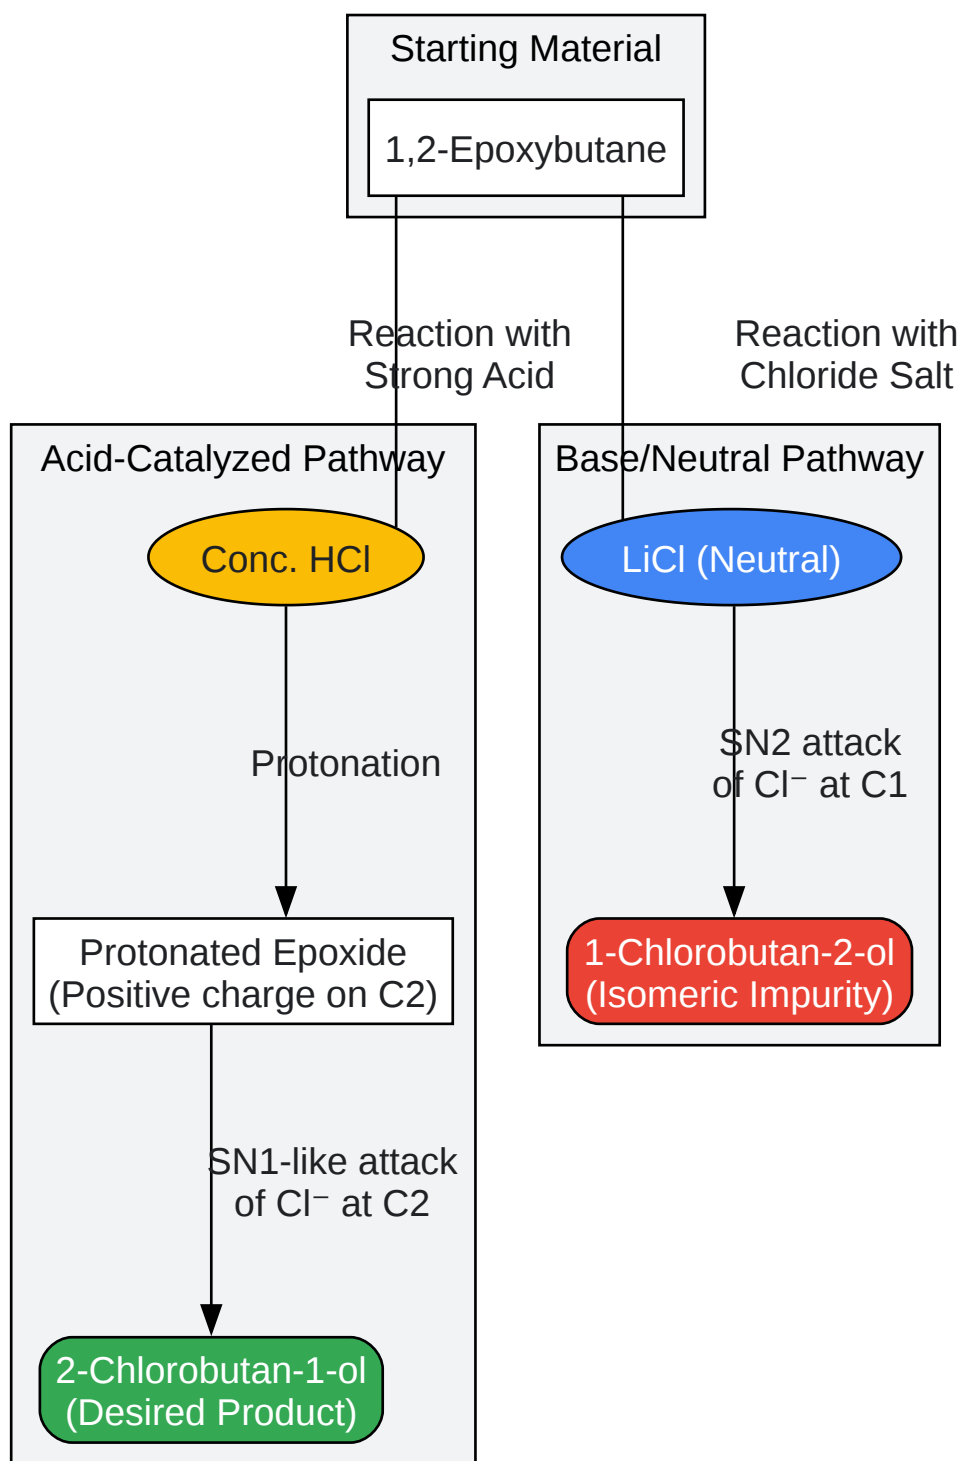 Starting Material
1,2-Epoxybutane
Reaction with
Strong Acid
Reaction with
Chloride Salt
Acid-Catalyzed Pathway
Conc. HCl
Protonation
Protonated Epoxide
(Positive charge on C2)
SN1-like attack
of Cl⁻ at C2
2-Chlorobutan-1-ol
(Desired Product)
Base/Neutral Pathway
LiCl (Neutral)
SN2 attack
of Cl⁻ at C1
1-Chlorobutan-2-ol
(Isomeric Impurity)